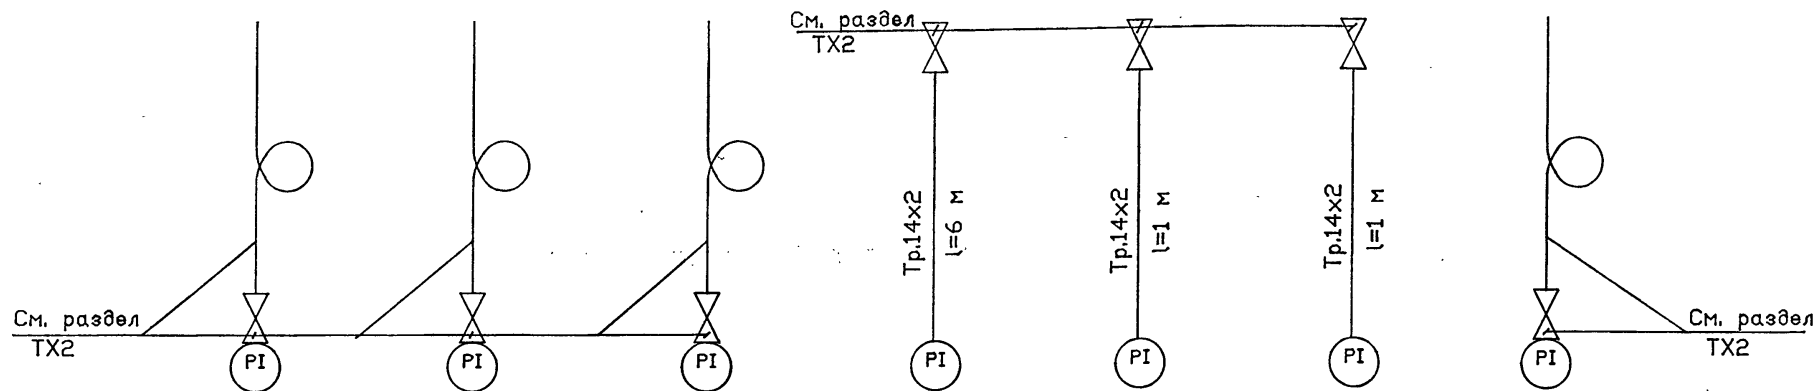 См. раздел
ТХ2
PI
PI
PI
См. раздел
ТХ2
Тр.14х2
l=6 м
Тр.14х2
l=1 м
Тр.14х2
l=1 м
PI
PI
PI
PI
См. раздел
ТХ2